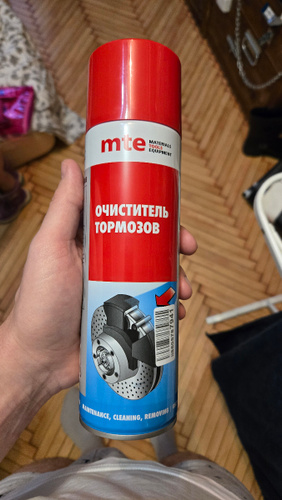 mte
MATERIALS
TOOLS
EQUIPMENT
ОЧИСТИТЕЛЬ
ТОРМОЗОВ
MAINTENANCE, CLEANING, REMOVING